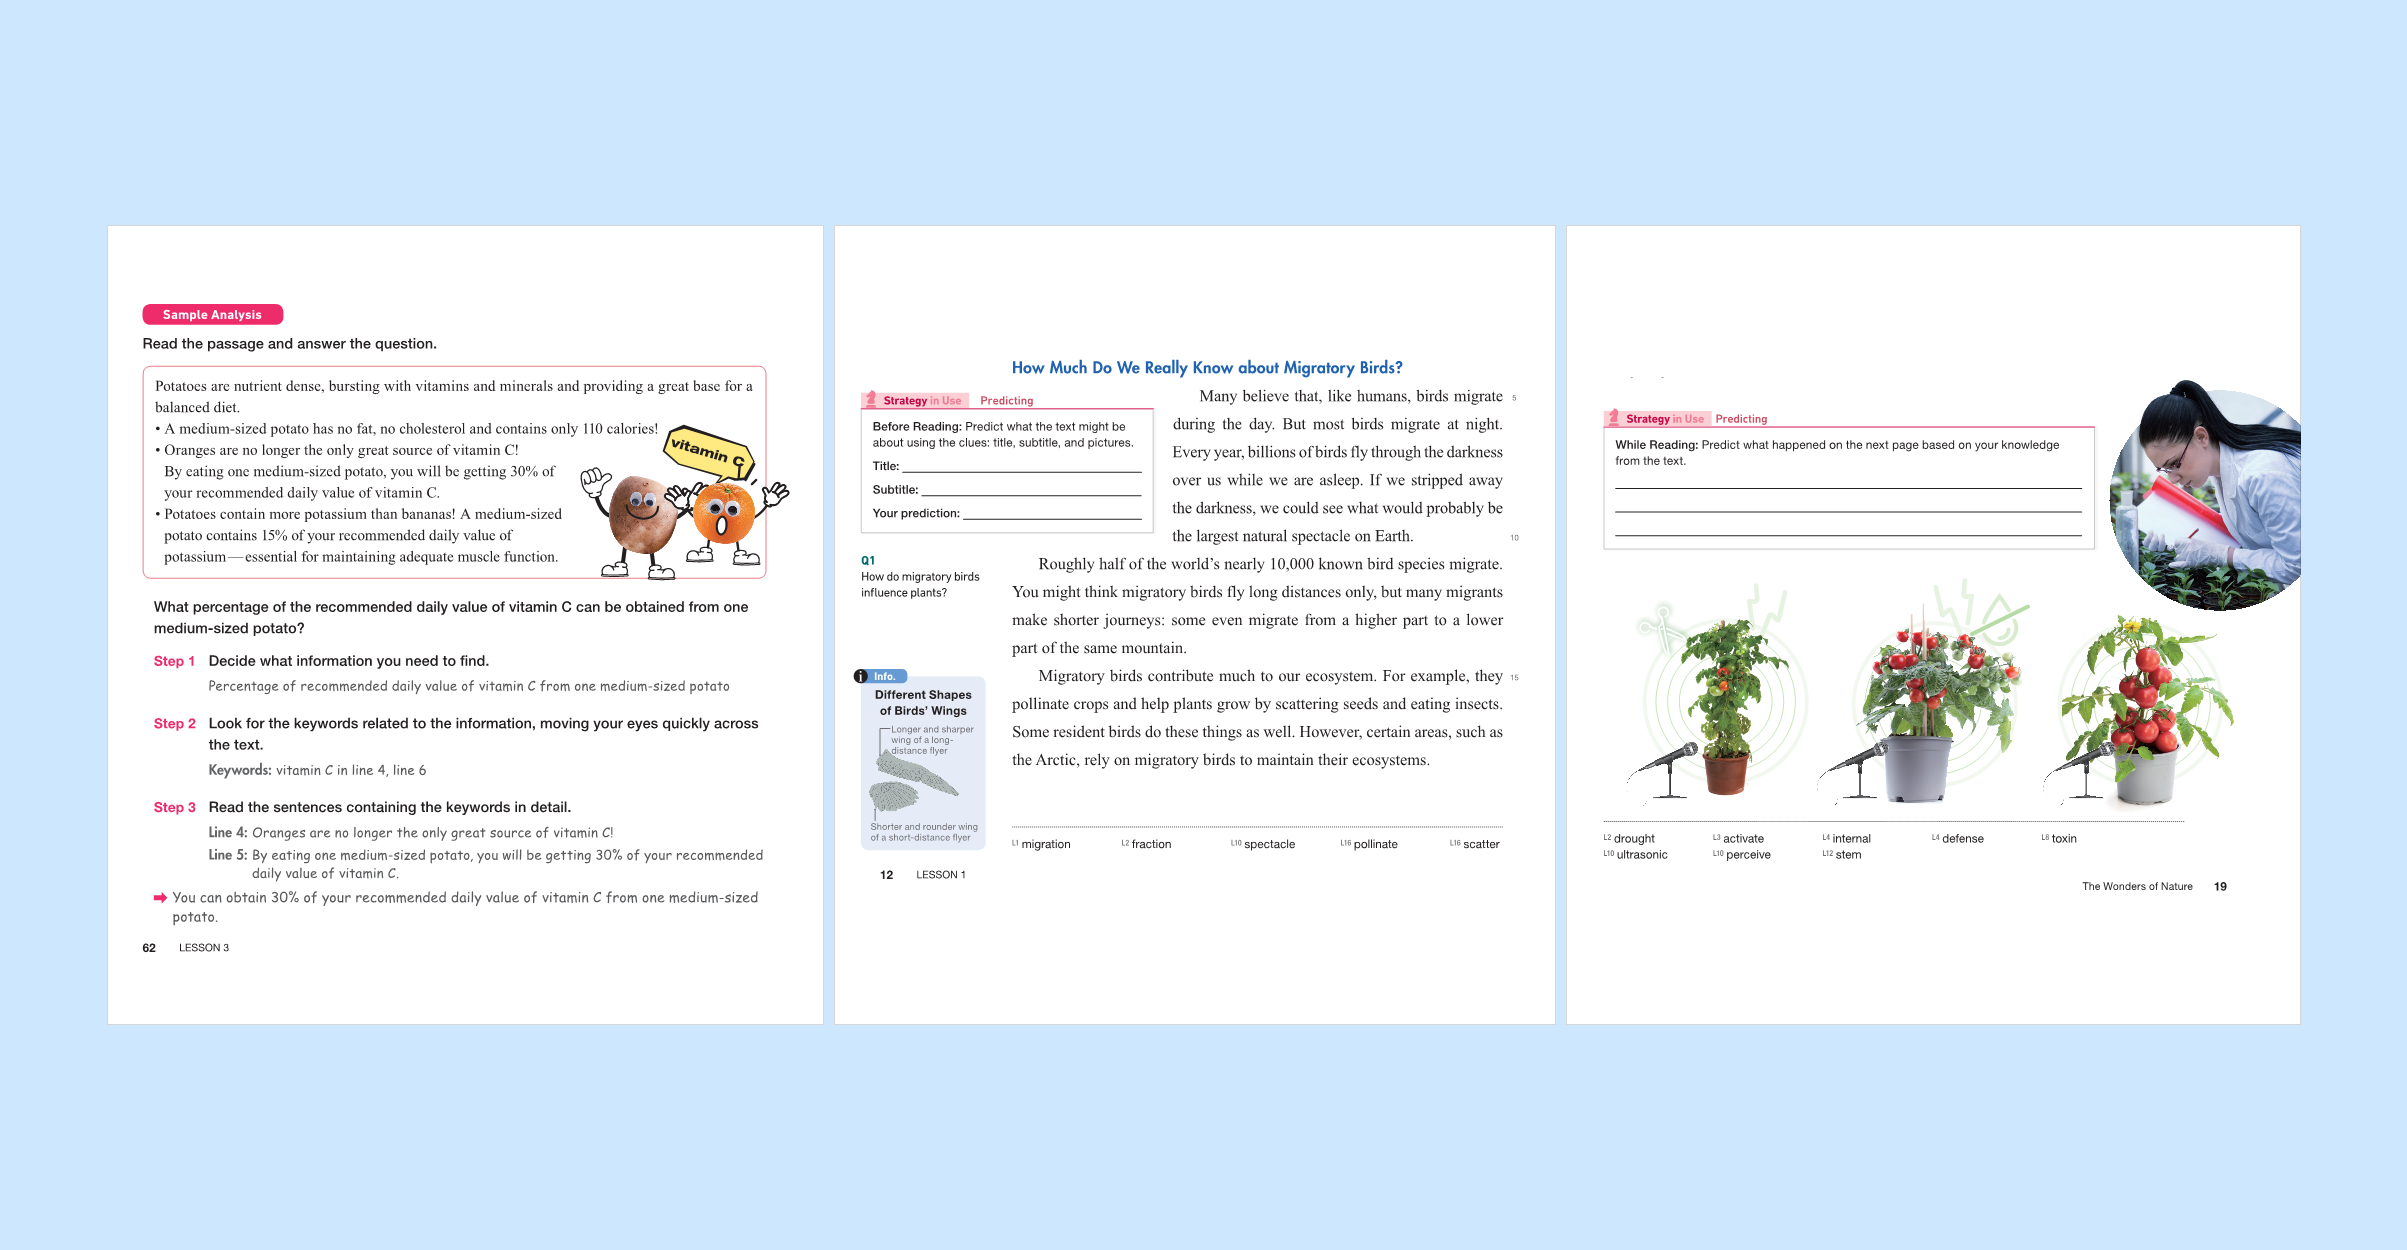 Sample Analysis
Read the passage and answer the question.
Potatoes are nutrient dense, bursting with vitamins and minerals and providing a great base for a
balanced diet.
• A medium-sized potato has no fat, no cholesterol and contains only 110 calories!
• Oranges are no longer the only great source of vitamin C!
By eating one medium-sized potato, you will be getting 30% of
your recommended daily value of vitamin C.
• Potatoes contain more potassium than bananas! A medium-sized
potato contains 15% of your recommended daily value of
potassium — essential for maintaining adequate muscle function.
vitamin C
What percentage of the recommended daily value of vitamin C can be obtained from one
medium-sized potato?
Step 1 Decide what information you need to find.
Percentage of recommended daily value of vitamin C from one medium-sized potato
Step 2 Look for the keywords related to the information, moving your eyes quickly across
the text.
Keywords: vitamin C in line 4, line 6
Step 3 Read the sentences containing the keywords in detail.
Line 4: Oranges are no longer the only great source of vitamin C!
Line 5: By eating one medium-sized potato, you will be getting 30% of your recommended
daily value of vitamin C.
➡ You can obtain 30% of your recommended daily value of vitamin C from one medium-sized
potato.
62 LESSON 3
How Much Do We Really Know about Migratory Birds?
Strategy in Use Predicting
Before Reading: Predict what the text might be
about using the clues: title, subtitle, and pictures.
Title:
Subtitle:
Your prediction:
Many believe that, like humans, birds migrate 5
during the day. But most birds migrate at night.
Every year, billions of birds fly through the darkness
over us while we are asleep. If we stripped away
the darkness, we could see what would probably be
the largest natural spectacle on Earth. 10
Q1
How do migratory birds
influence plants?
Roughly half of the world's nearly 10,000 known bird species migrate.
You might think migratory birds fly long distances only, but many migrants
make shorter journeys: some even migrate from a higher part to a lower
part of the same mountain.
Migratory birds contribute much to our ecosystem. For example, they 15
pollinate crops and help plants grow by scattering seeds and eating insects.
Some resident birds do these things as well. However, certain areas, such as
the Arctic, rely on migratory birds to maintain their ecosystems.
i Info.
Different Shapes
of Birds' Wings
Longer and sharper
wing of a long-
distance flyer
Shorter and rounder wing
of a short-distance flyer
L1 migration L2 fraction L10 spectacle L16 pollinate L16 scatter
12 LESSON 1
Strategy in Use Predicting
While Reading: Predict what happened on the next page based on your knowledge
from the text.
L2 drought L3 activate L4 internal L4 defense L8 toxin
L10 ultrasonic L10 perceive L12 stem
The Wonders of Nature 19